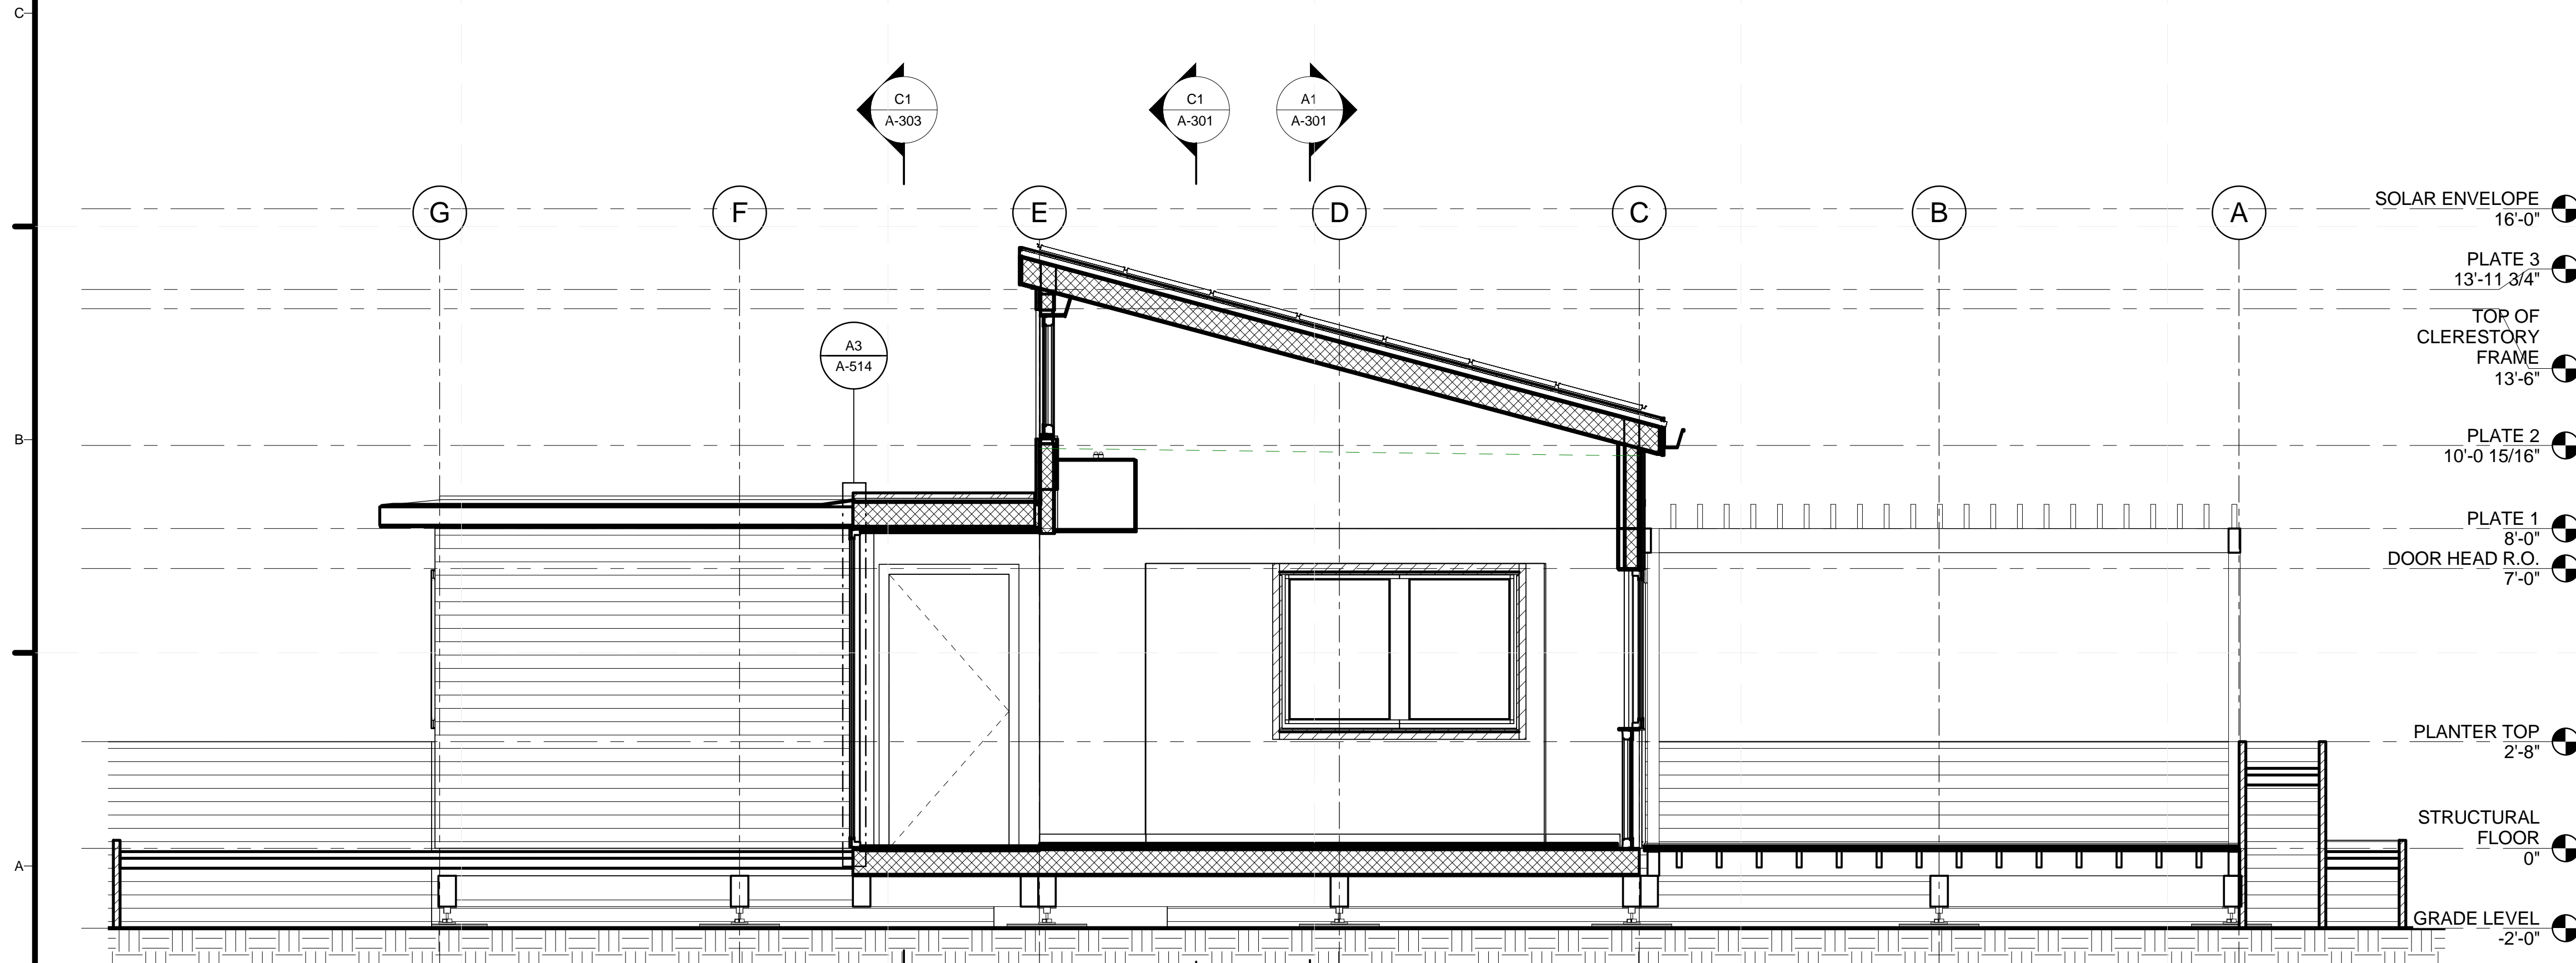 C
C1
A-303
C1
A-301
A1
A-301
G
F
E
D
C
B
A
SOLAR ENVELOPE
16'-0"
PLATE 3
13'-11 3/4"
TOP OF
CLERESTORY
FRAME
13'-6"
A3
A-514
B
PLATE 2
10'-0 15/16"
PLATE 1
8'-0"
DOOR HEAD R.O.
7'-0"
PLANTER TOP
2'-8"
STRUCTURAL
FLOOR
0"
A
GRADE LEVEL
-2'-0"